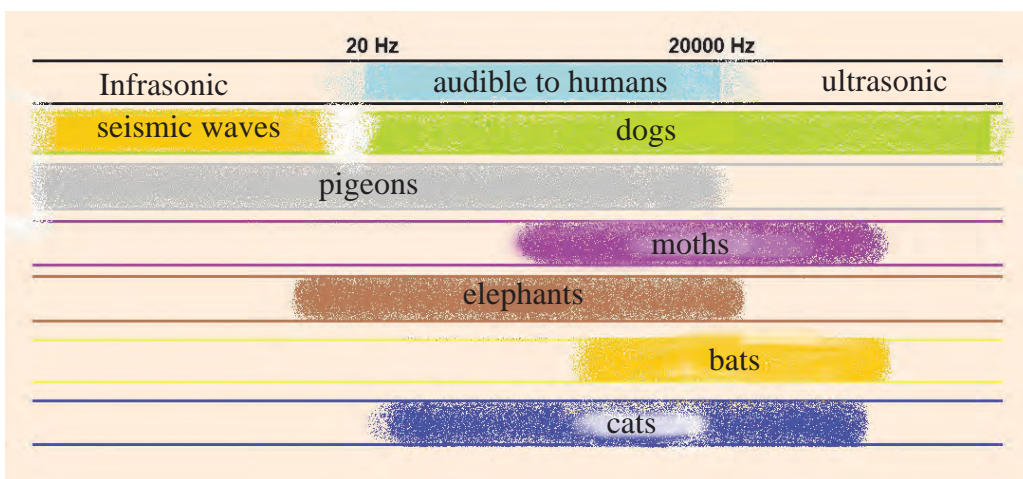 20 Hz 20000 Hz
Infrasonic audible to humans ultrasonic
seismic waves dogs
pigeons
moths
elephants
bats
cats